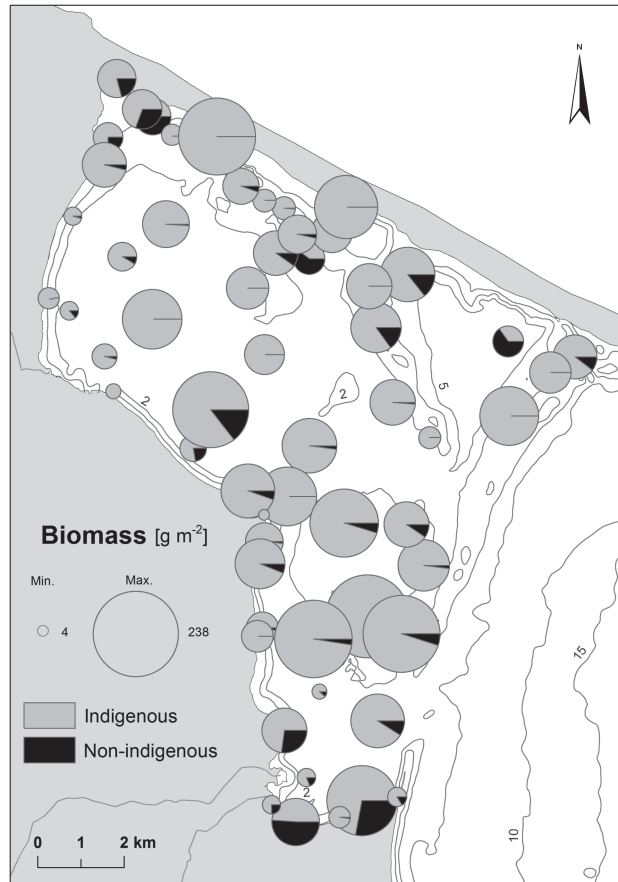 N
5
2
2
Biomass [g m⁻²]
Min.
Max.
4
238
15
Indigenous
Non-indigenous
2
10
0 1 2 km